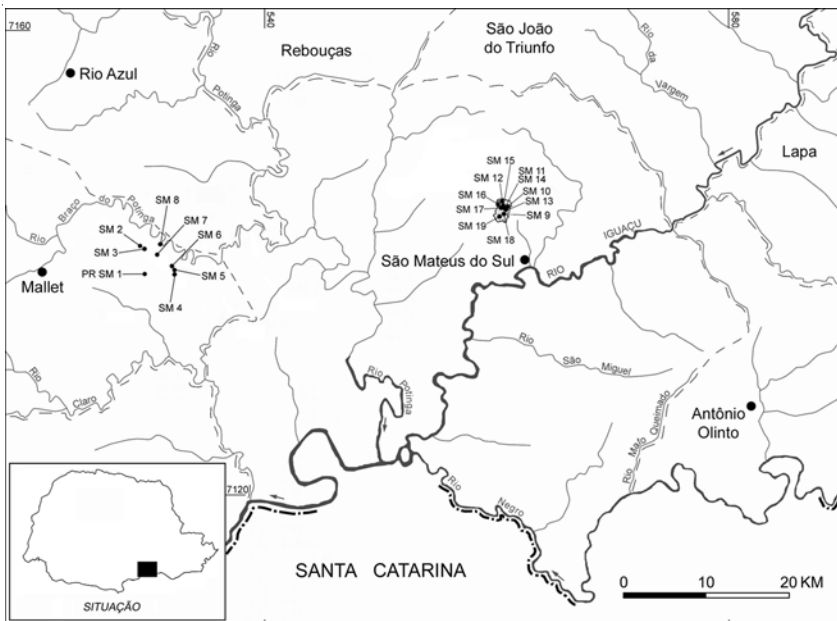 7160
540
580
Rebouças
São João
do Triunfo
Rio da
Vargem
Rio
Potinga
Rio Azul
Lapa
SM 15
SM 12
SM 11
SM 14
SM 16
SM 10
SM 13
SM 17
SM 9
SM 19
SM 18
Rio Braço do Potinga
SM 8
SM 2
SM 7
SM 3
SM 6
PR SM 1
SM 5
SM 4
Mallet
São Mateus do Sul
RIO IGUAÇU
Rio Claro
Rio Potinga
Rio São Miguel
Rio Mato Queimado
Antônio
Olinto
7120
Rio Negro
SANTA CATARINA
SITUAÇÃO
0 10 20 KM